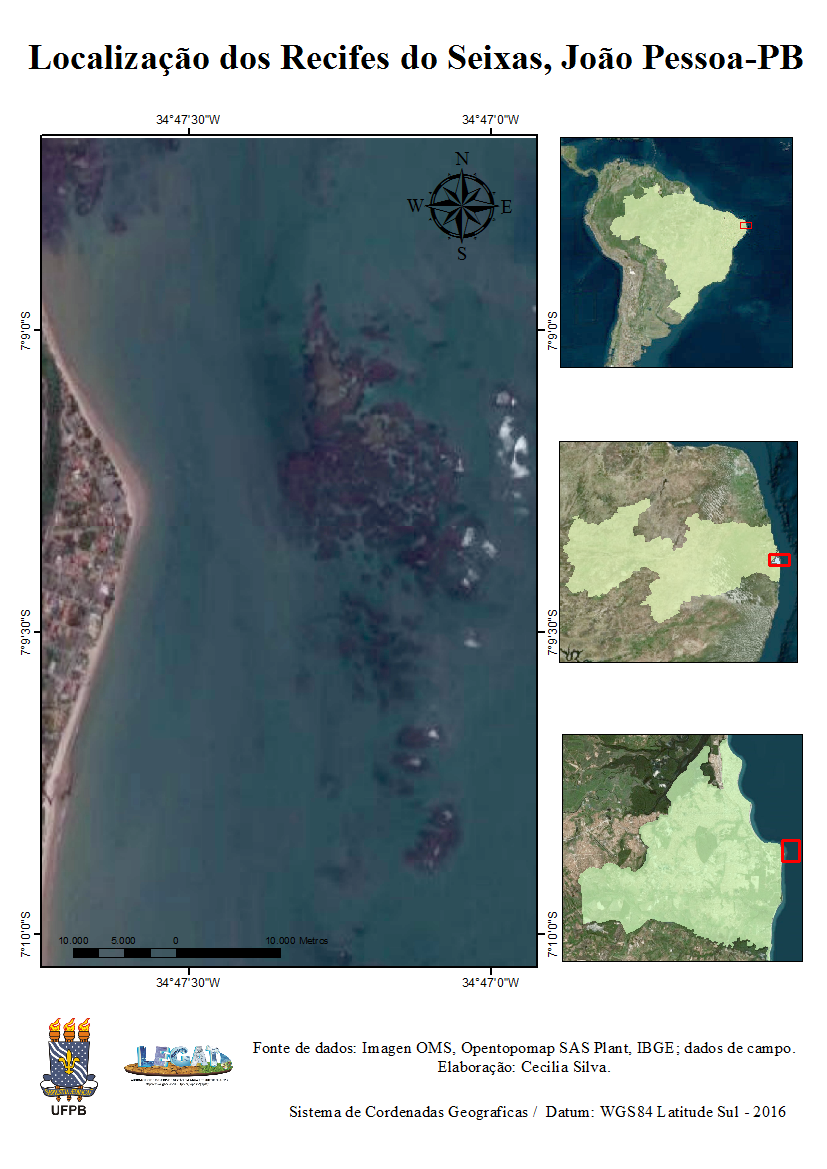 Localização dos Recifes do Seixas, João Pessoa-PB
34°47'30"W 34°47'0"W
N
W E
S
7°9'0"S 7°9'0"S
7°9'30"S 7°9'30"S
7°10'0"S 7°10'0"S
10.000 5.000 0 10.000 Metros
34°47'30"W 34°47'0"W
LEGAD
UFPB
Fonte de dados: Imagen OMS, Opentopomap SAS Plant, IBGE; dados de campo.
Elaboração: Cecilia Silva.
Sistema de Cordenadas Geograficas / Datum: WGS84 Latitude Sul - 2016